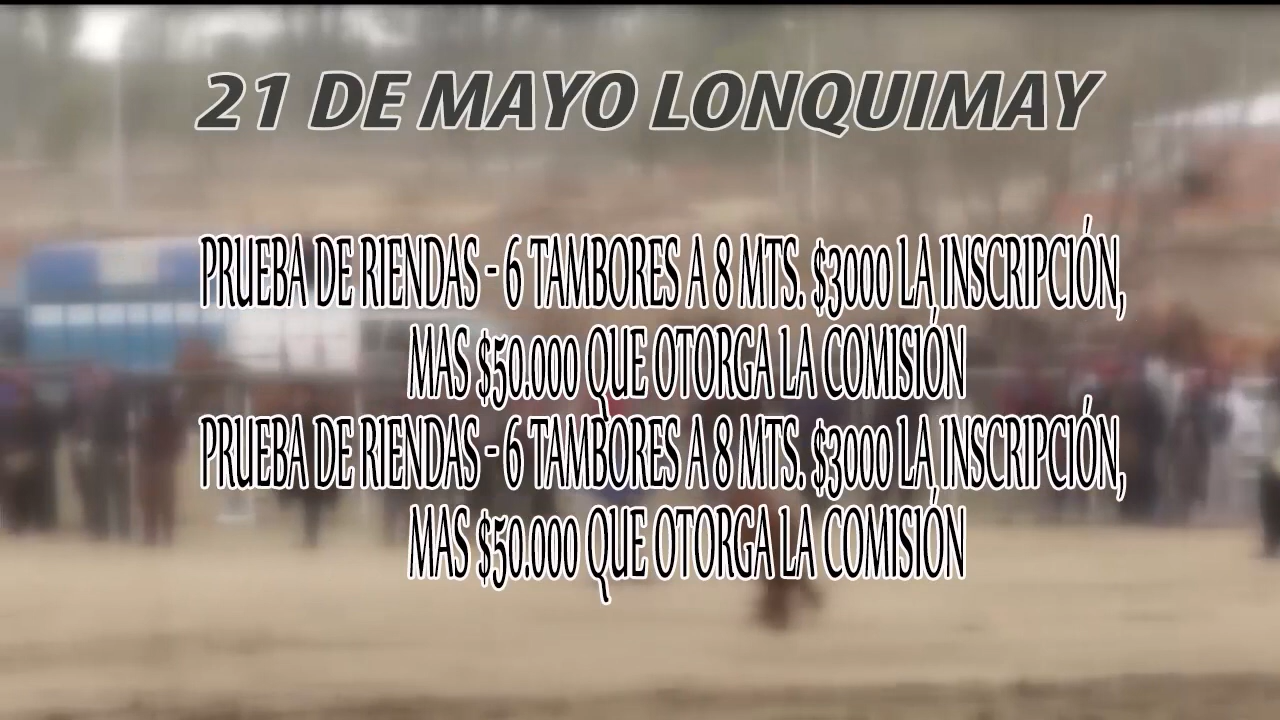 21 DE MAYO LONQUIMAY
PRUEBA DE RIENDAS - 6 TAMBORES A 8 MTS. $3000 LA INSCRIPCIÓN,
MAS $50.000 QUE OTORGA LA COMISIÓN
PRUEBA DE RIENDAS - 6 TAMBORES A 8 MTS. $3000 LA INSCRIPCIÓN,
MAS $50.000 QUE OTORGA LA COMISIÓN